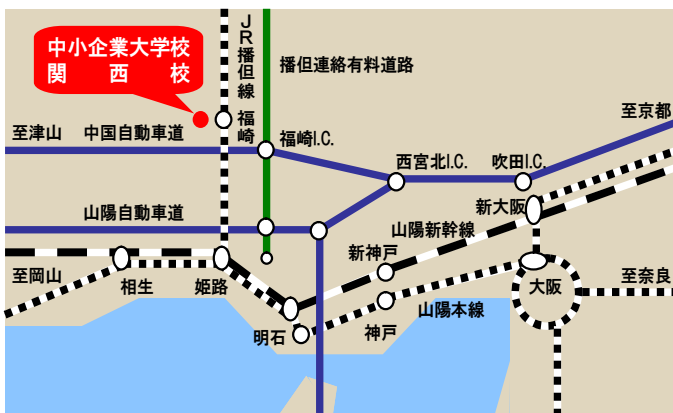 中小企業大学校
関西校
JR播但線
播但連絡有料道路
福崎
至京都
至津山
中国自動車道
福崎I.C.
西宮北I.C.
吹田I.C.
山陽自動車道
新大阪
山陽新幹線
新神戸
至岡山
相生
姫路
大阪
至奈良
山陽本線
明石
神戸